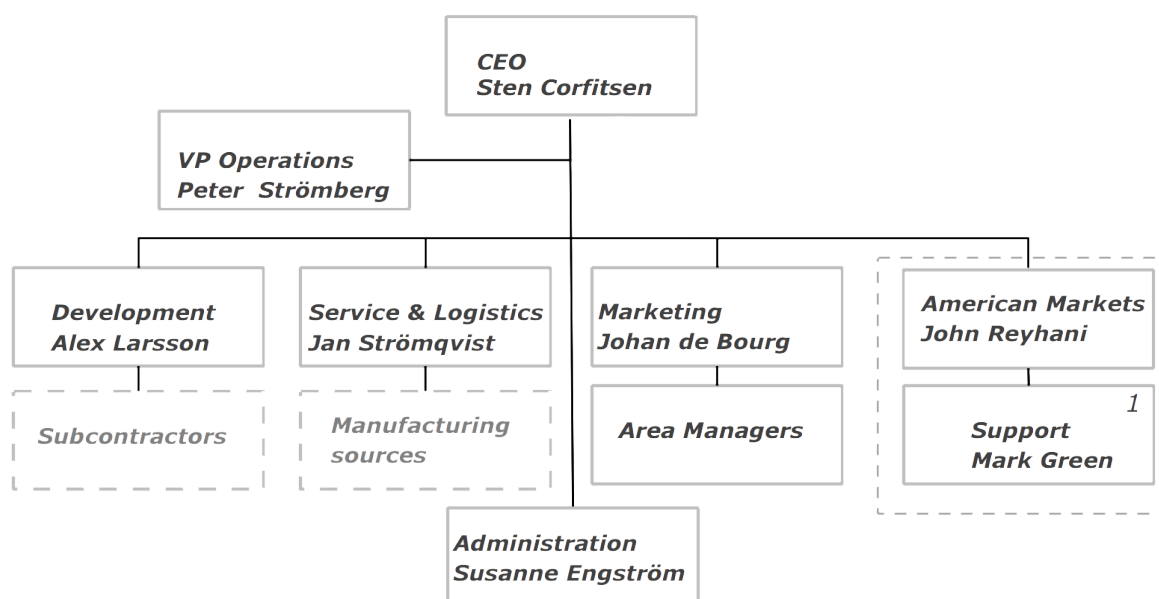 CEO
Sten Corfitsen
VP Operations
Peter Strömberg
Development
Alex Larsson
Service & Logistics
Jan Strömqvist
Marketing
Johan de Bourg
American Markets
John Reyhani
Subcontractors
Manufacturing
sources
Area Managers
1
Support
Mark Green
Administration
Susanne Engström